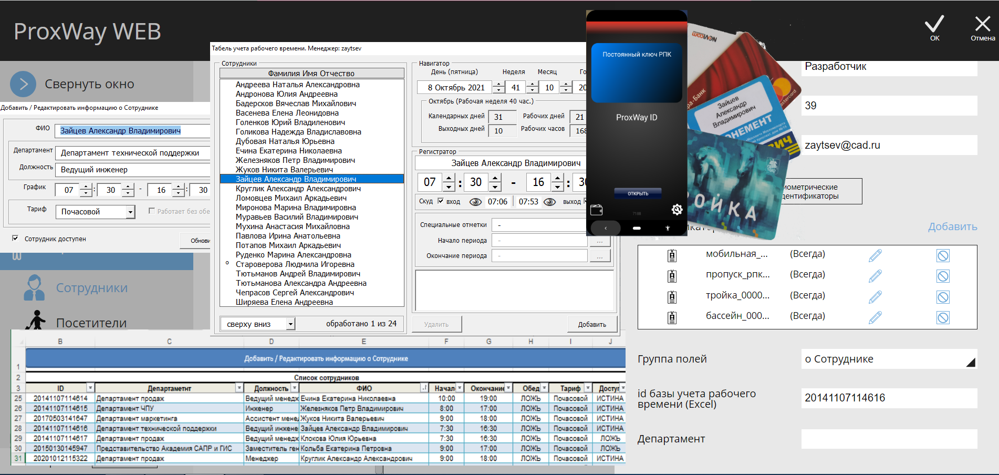 ProxWay WEB
OK
Отмена
Свернуть окно
Добавить / Редактировать информацию о Сотруднике
ФИО
Зайцев Александр Владимирович
Департамент
Департамент технической поддержки
Должность
Ведущий инженер
График
07 : 30 - 16 : 30
Тариф
Почасовой
Работает без обе
Сотрудник доступен
Обнови
Сотрудники
Посетители
Табель учета рабочего времени. Менеджер: zaytsev
Сотрудники
Фамилия Имя Отчество
Андреева Наталья Александровна
Андронова Юлия Андреевна
Бадерсков Вячеслав Михайлович
Васенева Елена Леонидовна
Голенков Юрий Владиленович
Голикова Надежда Владиславовна
Дубовая Наталья Юрьевна
Ечина Екатерина Николаевна
Железняков Петр Владимирович
Жуков Никита Валерьевич
Зайцев Александр Владимирович
Круглик Александр Александрович
Ломовцев Михаил Аркадьевич
Миронова Марина Владимировна
Муравьев Василий Владимирович
Мухина Анастасия Михайловна
Павлова Ирина Анатольевна
Потапов Михаил Аркадьевич
Руденко Марина Александровна
Староверова Людмила Игоревна
Тютьманов Андрей Владимирович
Тютьманова Александра Андреевна
Чепрасов Сергей Александрович
Ширяева Елена Андреевна
сверху вниз
обработано 1 из 24
Навигатор
День (пятница) Неделя Месяц Го
8 Октябрь 2021 41 10 20
Октябрь (Рабочая неделя 40 час.)
Календарных дней 31 Рабочих дней 21
Выходных дней 10 Рабочих часов 168
Регистратор
Зайцев Александр Владимирович
07 : 30 - 16 : 30
Скуд вход 07:06 07:53 выход
Специальные отметки -
Начало периода - ...
Окончание периода - ...
Удалить
Добавить
Постоянный ключ РПК
ProxWay ID
ОТКРЫТЬ
7188
NOVICOM
ра-Банк
mastercard
Зайцев
Александр
Владимирович
ОНЕМЕНТ
ВИЧ
РОЙКА
Разработчик
39
zaytsev@cad.ru
иометрические
дентификаторы
Добавить
мобильная_... (Всегда)
пропуск_рпк... (Всегда)
тройка_0000... (Всегда)
бассейн_000... (Всегда)
Группа полей
о Сотруднике
id базы учета рабочего
времени (Excel)
20141107114616
Департамент
B C D E F G H I J
1 Добавить / Редактировать информацию о Сотруднике
2 Список сотрудников
3 ID Департаметнт Должность ФИО Начал Окончание Обед Тариф Доступ
25 20141107114614 Департамент продаж Ведущий менедж Ечина Екатерина Николаевна 10:00 19:00 ЛОЖЬ Почасовой ИСТИНА
26 20141107114615 Департамент ЧПУ Инженер Железняков Петр Владимирович 8:00 17:00 ЛОЖЬ Почасовой ИСТИНА
27 20170503141647 Департамент маркетинга Ассистент менед Жуков Никита Валерьевич 9:00 18:00 ЛОЖЬ Почасовой ИСТИНА
28 20141107114616 Департамент технической поддержки Ведущий инжене Зайцев Александр Владимирович 7:30 16:30 ЛОЖЬ Почасовой ИСТИНА
29 20141107114617 Департамент продаж Ведущий менедж Клокова Юлия Юрьевна 7:30 16:30 ЛОЖЬ Почасовой ЛОЖЬ
30 20150130145947 Представительство Академия САПР и ГИС Заместитель ген Кольба Екатерина Петровна 9:00 17:00 ЛОЖЬ Почасовой ЛОЖЬ
31 20201012115322 Департамент продаж Менеджер Круглик Александр Александрович 9:00 18:00 ЛОЖЬ Почасовой ИСТИНА